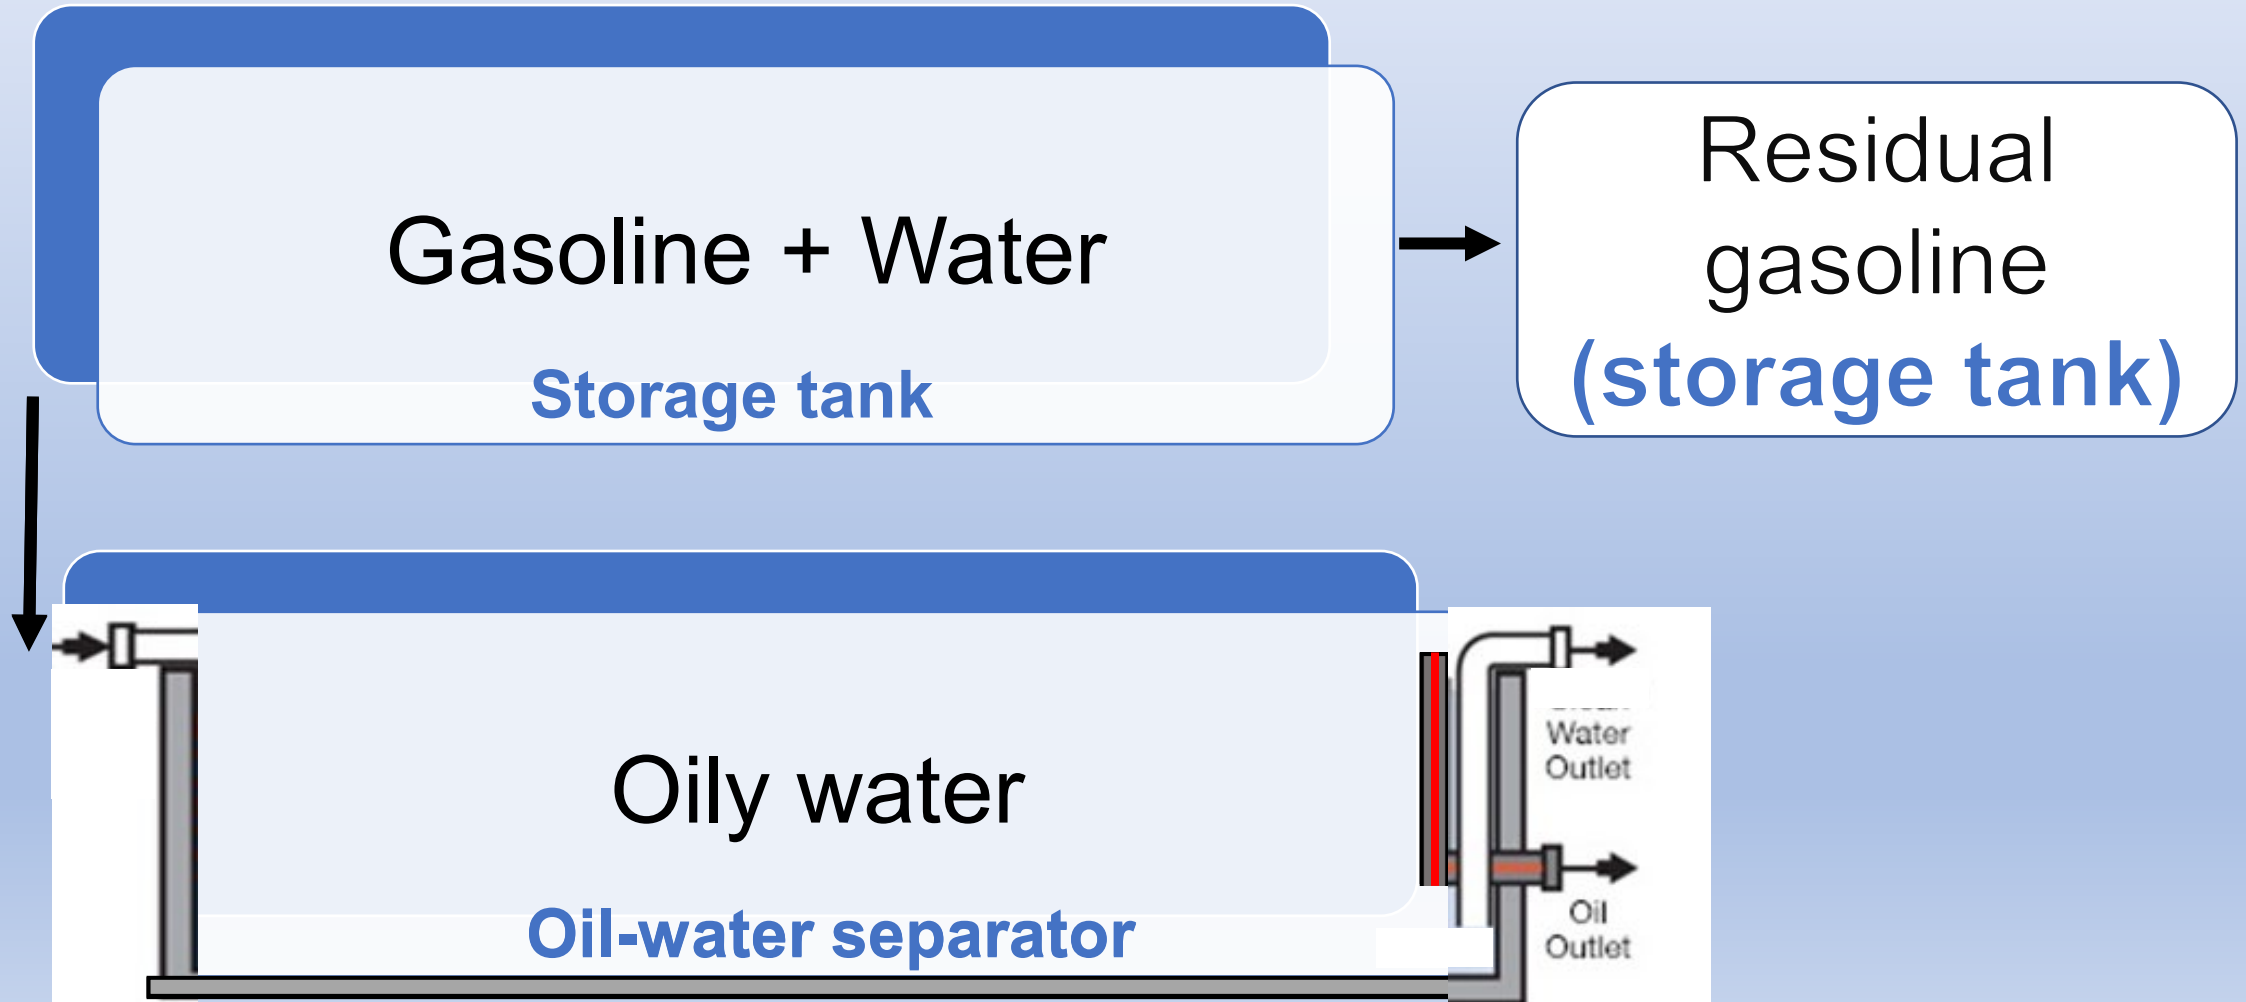 Gasoline + Water
Storage tank
Residual
gasoline
(storage tank)
Oily water
Oil-water separator
Water
Outlet
Oil
Outlet